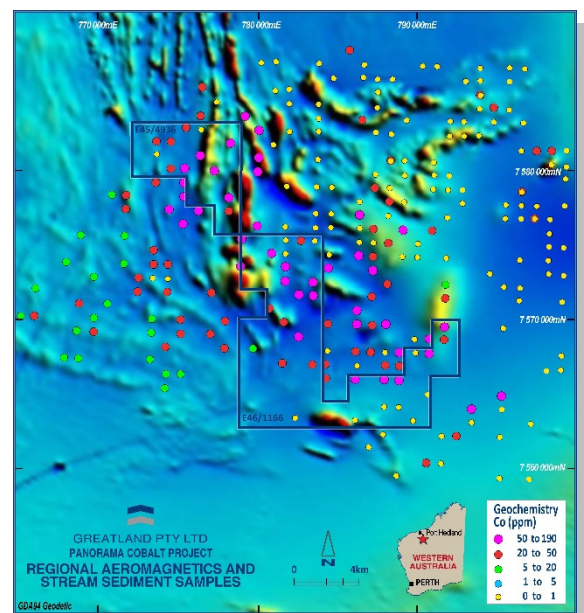 770 000mE
780 000mE
790 000mE
E45/4936
7 580 000mN
7 570 000mN
E46/1166
7 560 000mN
GREATLAND PTY LTD
PANORAMA COBALT PROJECT
REGIONAL AEROMAGNETICS AND
STREAM SEDIMENT SAMPLES
N
0 4km
Port Hedland
WESTERN
AUSTRALIA
PERTH
Geochemistry
Co (ppm)
50 to 190
20 to 50
5 to 20
1 to 5
0 to 1
GDA94 Geodetic